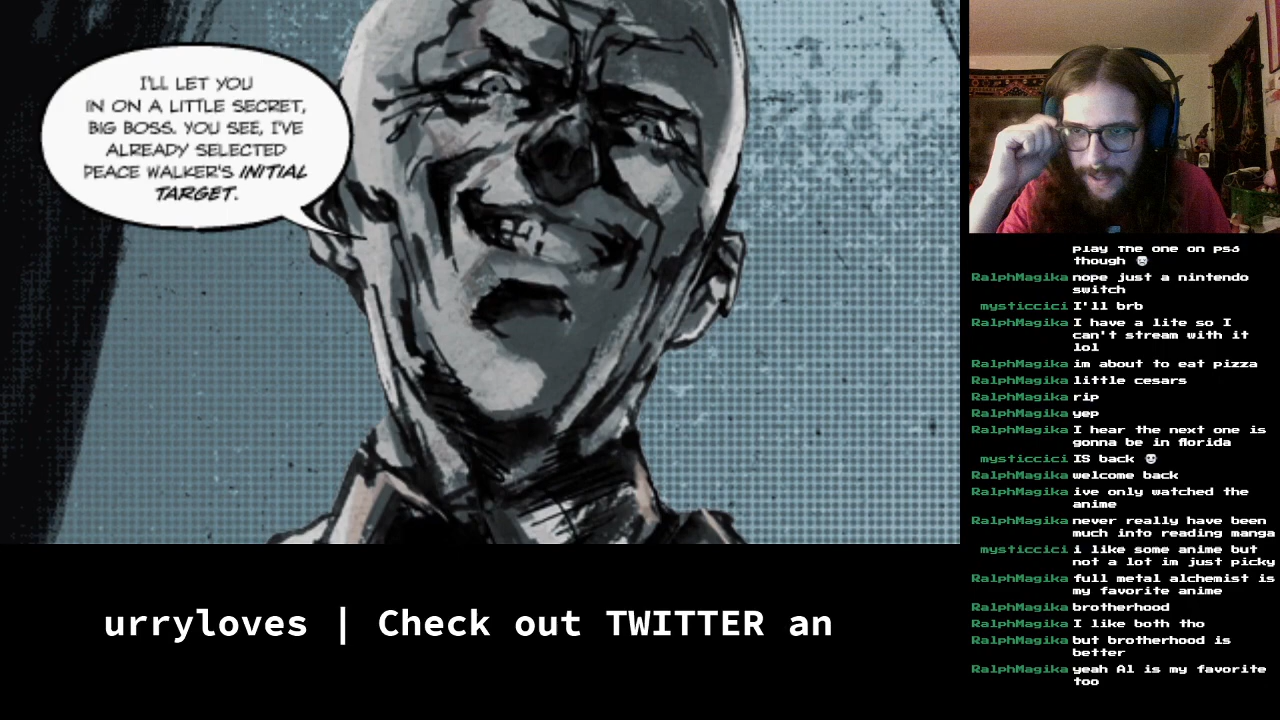 I'LL LET YOU
IN ON A LITTLE SECRET,
BIG BOSS. YOU SEE, I'VE
ALREADY SELECTED
PEACE WALKER'S INITIAL
TARGET.
play the one on ps3
though
RalphMagika nope just a nintendo
switch
mysticcici I'll brb
RalphMagika I have a lite so I
can't stream with it
lol
RalphMagika im about to eat pizza
RalphMagika little cesars
RalphMagika rip
RalphMagika yep
RalphMagika I hear the next one is
gonna be in florida
mysticcici IS back
RalphMagika welcome back
RalphMagika ive only watched the
anime
RalphMagika never really have been
much into reading manga
mysticcici i like some anime but
not a lot im just picky
RalphMagika full metal alchemist is
my favorite anime
RalphMagika brotherhood
RalphMagika I like both tho
RalphMagika but brotherhood is
better
RalphMagika yeah Al is my favorite
too
urryloves | Check out TWITTER an